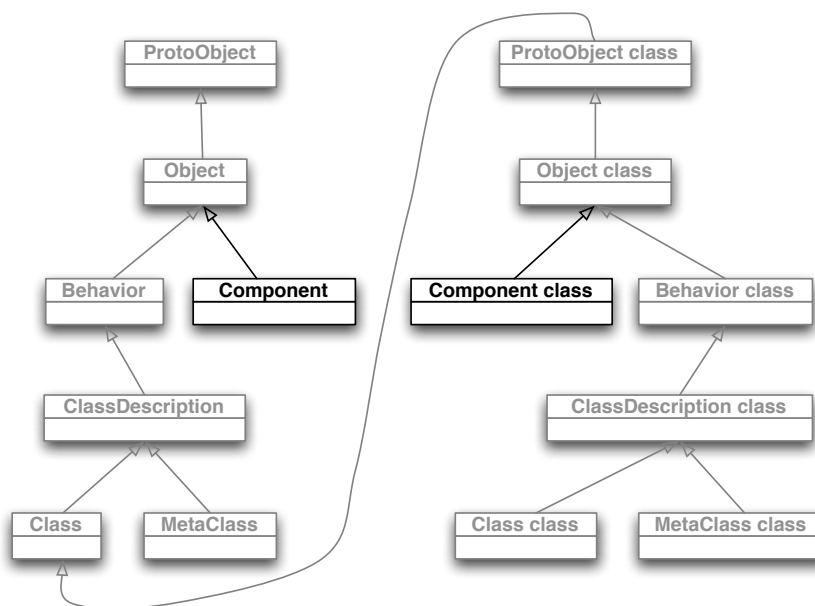 ProtoObject
ProtoObject class
Object
Object class
Behavior
Component
Component class
Behavior class
ClassDescription
ClassDescription class
Class
MetaClass
Class class
MetaClass class